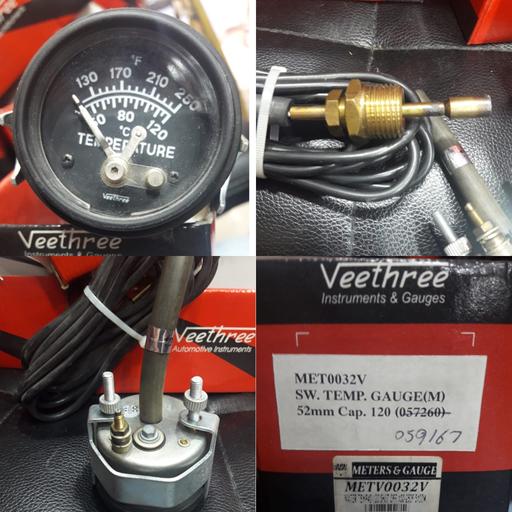 °F
130 170 210 250
60 80 120
°C
TEMPERATURE
Veethree
Veethree
Instruments & Gauges
Veethree
Automotive Instruments
Veethree
Instruments & Gauges
MET0032V
SW. TEMP. GAUGE(M)
52mm Cap. 120 (057260)
059167
METERS & GAUGE
METV0032V